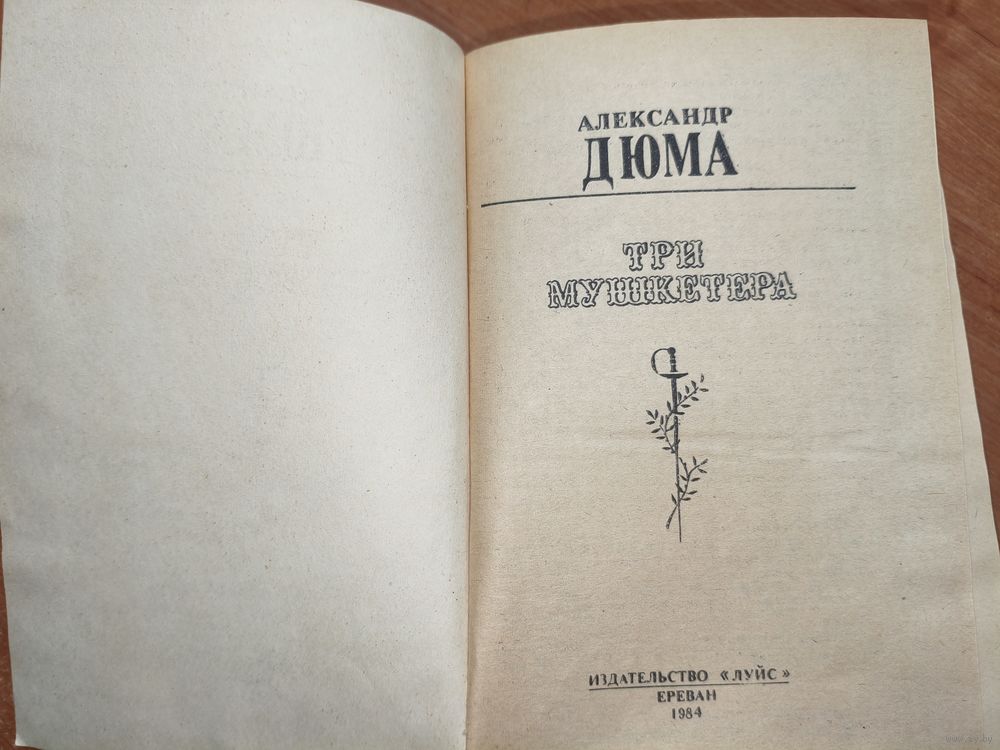 АЛЕКСАНДР
ДЮМА
ТРИ
МУШКЕТЕРА
ИЗДАТЕЛЬСТВО «ЛУЙС»
ЕРЕВАН
1984